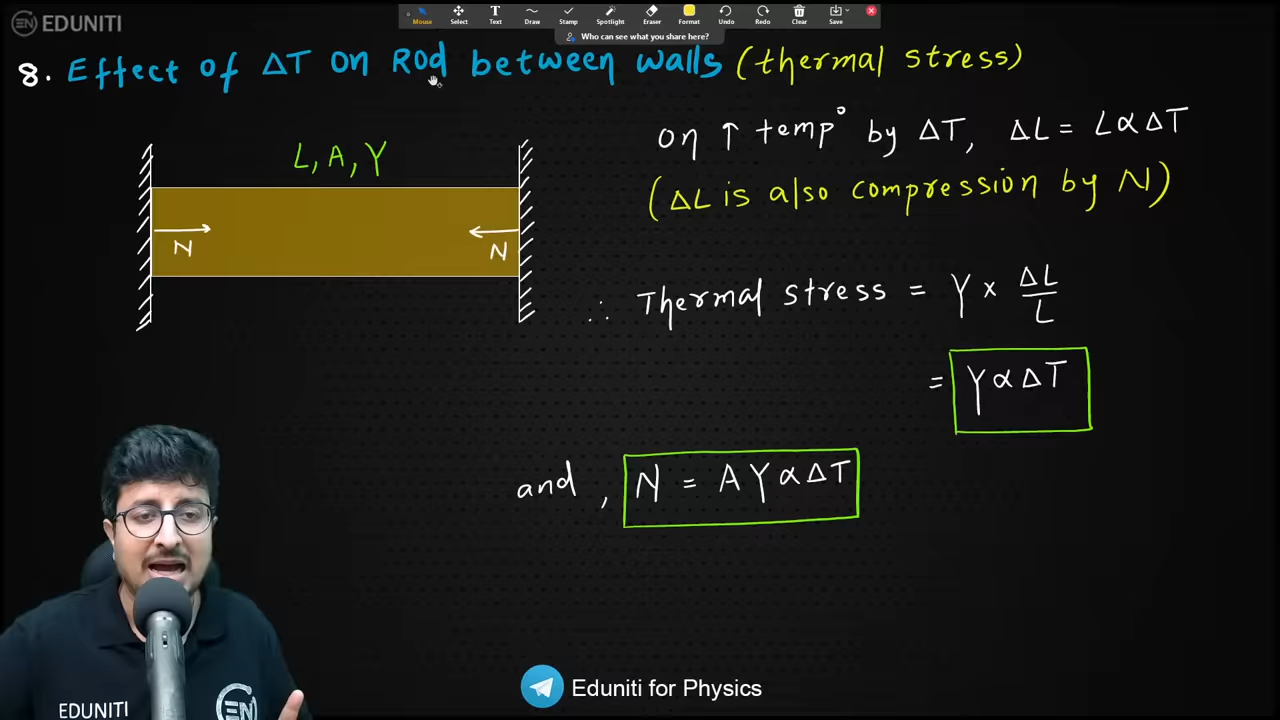 EDUNITI
Mouse Select Text Draw Stamp Spotlight Eraser Format Undo Redo Clear Save
Who can see what you share here?
8. Effect of ΔT on Rod between walls (thermal stress)
On ↑ temp° by ΔT, ΔL = LαΔT
L, A, Y
(ΔL is also compression by N)
N
N
∴ Thermal stress = Y × ΔL/L
= YαΔT
and, N = AYαΔT
Eduniti for Physics
EDUNITI
EN